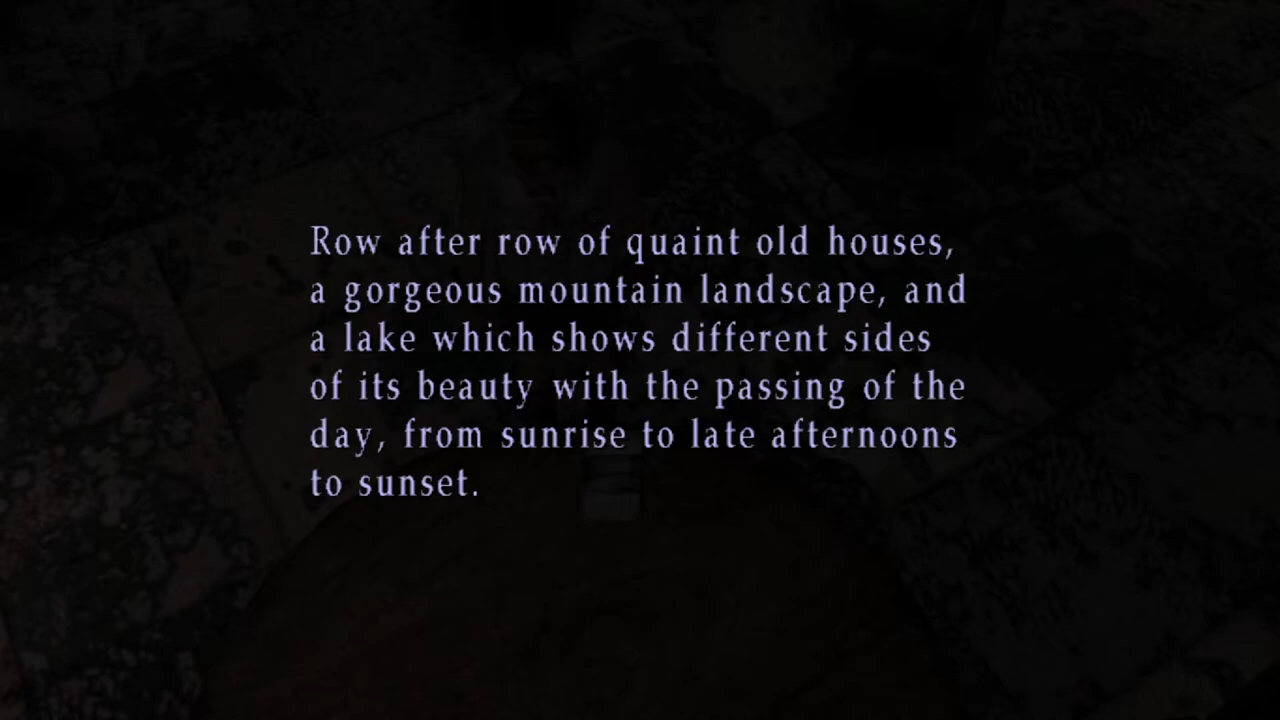 Row after row of quaint old houses,
a gorgeous mountain landscape, and
a lake which shows different sides
of its beauty with the passing of the
day, from sunrise to late afternoons
to sunset.